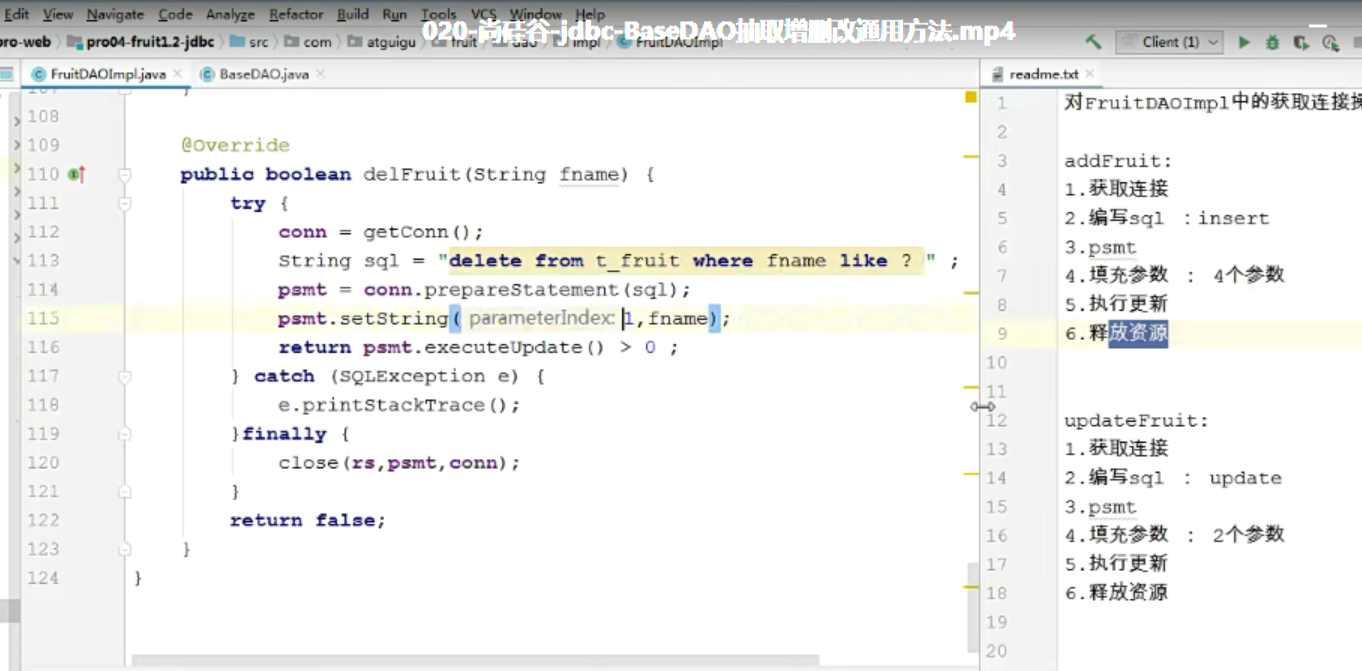 Edit View Navigate Code Analyze Refactor Build Run Tools VCS Window Help
020-尚硅谷-jdbc-BaseDAO抽取增删改通用方法.mp4
pro-web pro04-fruit1.2-jdbc src com atguigu fruit dao impl FruitDAOImpl
Client (1)
FruitDAOImpl.java BaseDAO.java
107 }
108
109 @Override
110 public boolean delFruit(String fname) {
111 try {
112 conn = getConn();
113 String sql = "delete from t_fruit where fname like ? " ;
114 psmt = conn.prepareStatement(sql);
115 psmt.setString( parameterIndex: 1,fname);
116 return psmt.executeUpdate() > 0 ;
117 } catch (SQLException e) {
118 e.printStackTrace();
119 }finally {
120 close(rs,psmt,conn);
121 }
122 return false;
123 }
124 }
readme.txt
1 对FruitDAOImpl中的获取连接操
2
3 addFruit:
4 1.获取连接
5 2.编写sql : insert
6 3.psmt
7 4.填充参数 : 4个参数
8 5.执行更新
9 6.释放资源
10
11
12 updateFruit:
13 1.获取连接
14 2.编写sql : update
15 3.psmt
16 4.填充参数 : 2个参数
17 5.执行更新
18 6.释放资源
19
20